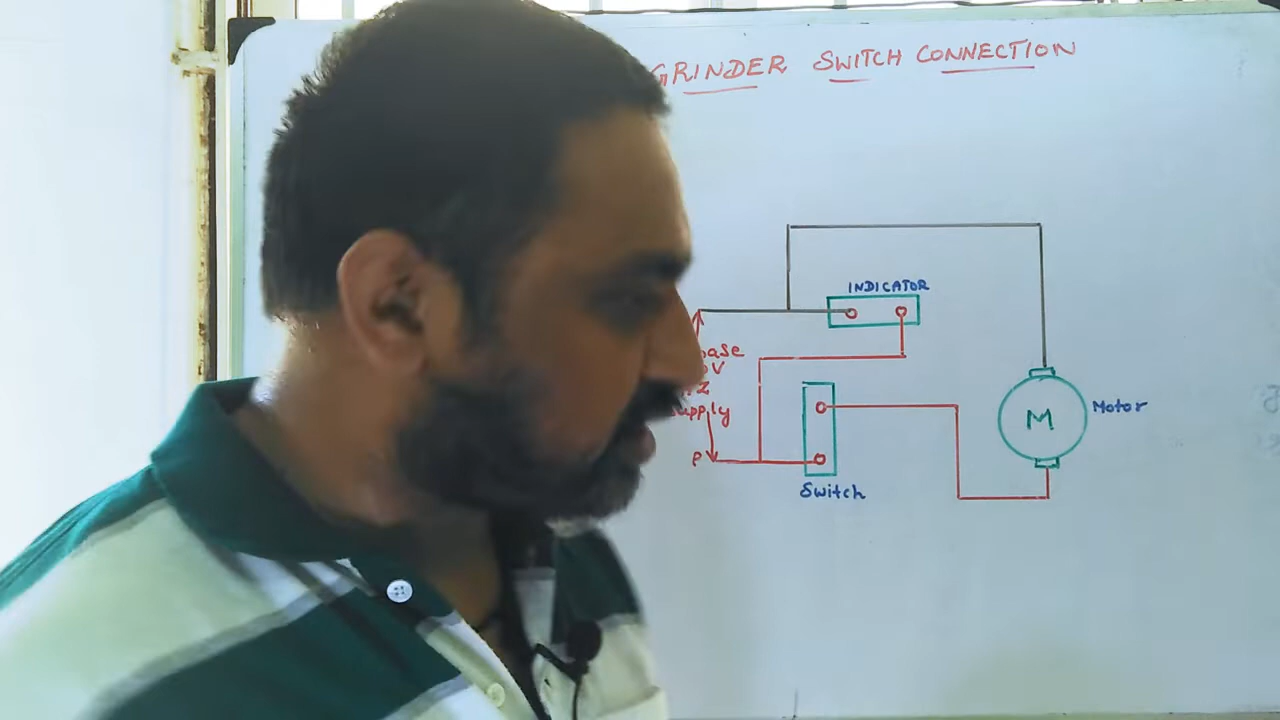 GRINDER SWITCH CONNECTION
INDICATOR
M
Motor
P
Switch